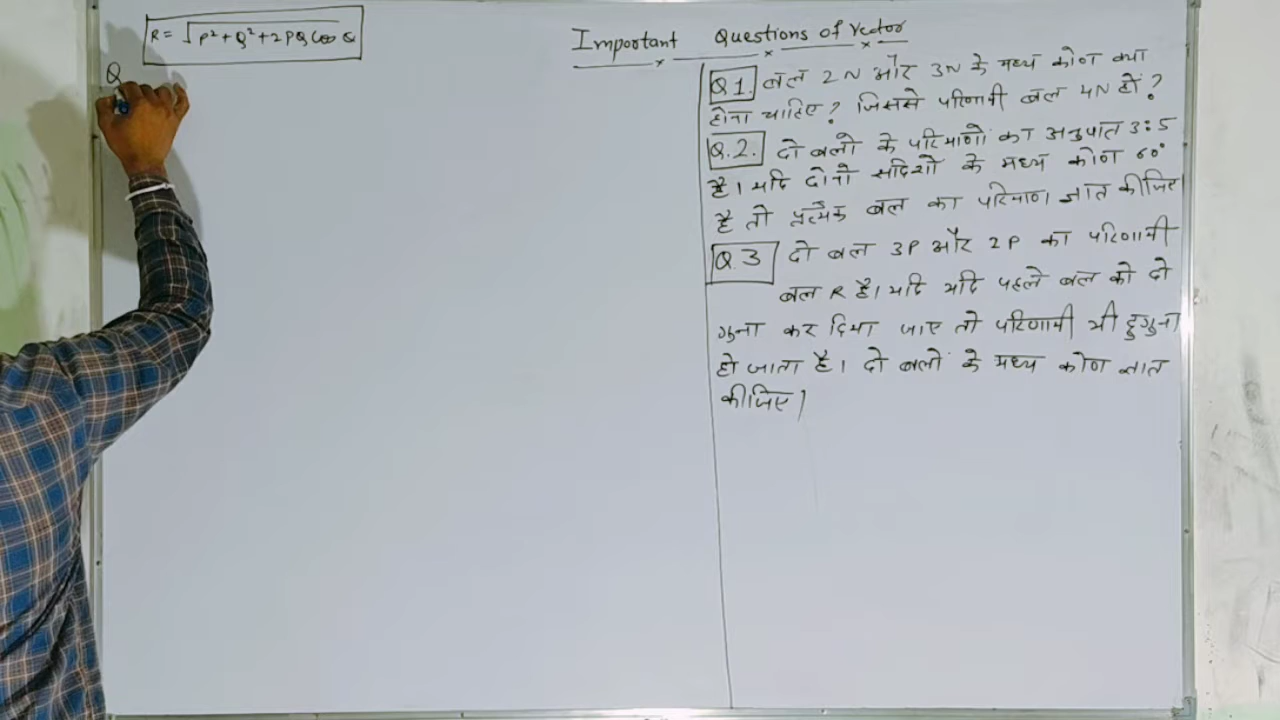 R = √P² + Q² + 2PQ Cos θ
Important Questions of Vector
Q
Q.1. बल 2N और 3N के मध्य कोण क्या
होना चाहिए? जिससे परिणामी बल 4N हों?
Q.2. दो बलो के परिमाणों का अनुपात 3:5
है। यदि दोनो सदिशों के मध्य कोण 60°
है तो प्रत्येक बल का परिमाण ज्ञात कीजिए
Q.3 दो बल 3P और 2P का परिणामी
बल R है। यदि यदि पहले बल को दो
गुना कर दिया जाए तो परिणामी भी दुगुना
हो जाता है। दो बलों के मध्य कोण ज्ञात
कीजिए।